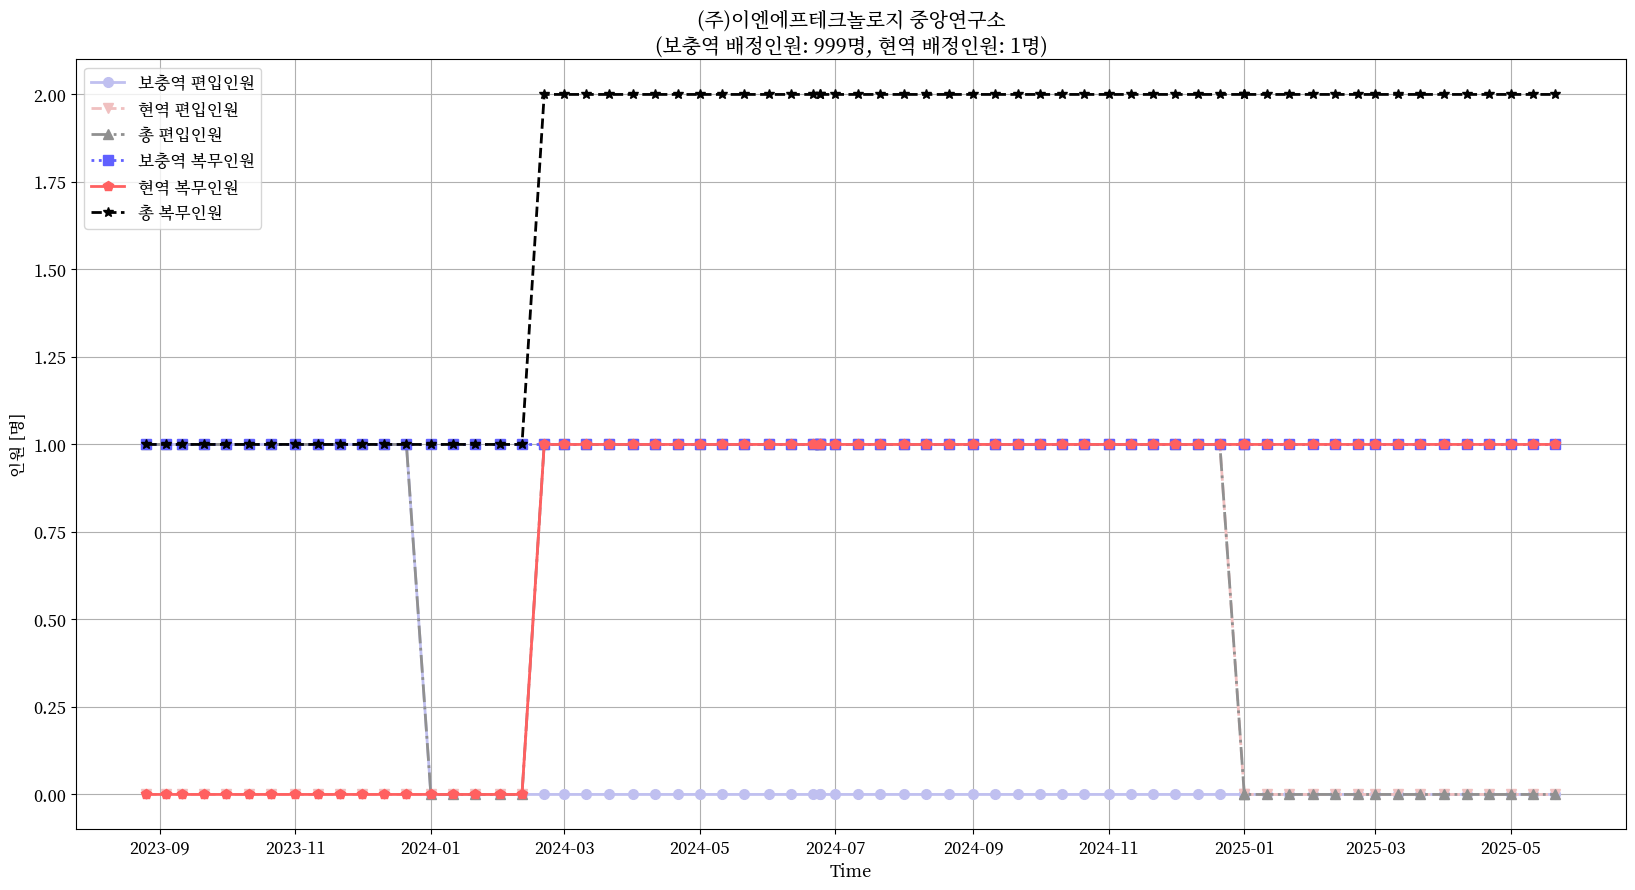 (주)이엔에프테크놀로지 중앙연구소
(보충역 배정인원: 999명, 현역 배정인원: 1명)
보충역 편입인원
현역 편입인원
총 편입인원
보충역 복무인원
현역 복무인원
총 복무인원
2.00
1.75
1.50
1.25
1.00
0.75
0.50
0.25
0.00
인원 [명]
2023-09 2023-11 2024-01 2024-03 2024-05 2024-07 2024-09 2024-11 2025-01 2025-03 2025-05
Time